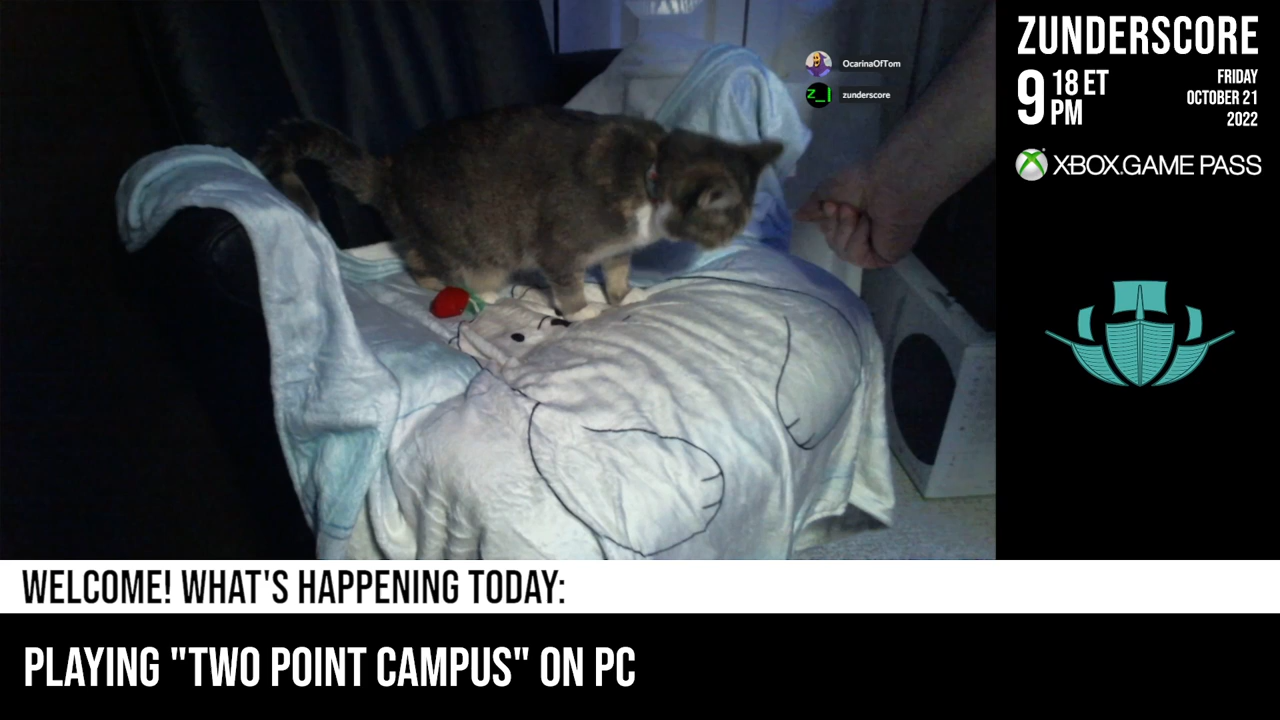 OcarinaOfTom
z_|
zunderscore
ZUNDERSCORE
9 18 ET
PM
FRIDAY
OCTOBER 21
2022
XBOX GAME PASS
WELCOME! WHAT'S HAPPENING TODAY:
PLAYING "TWO POINT CAMPUS" ON PC